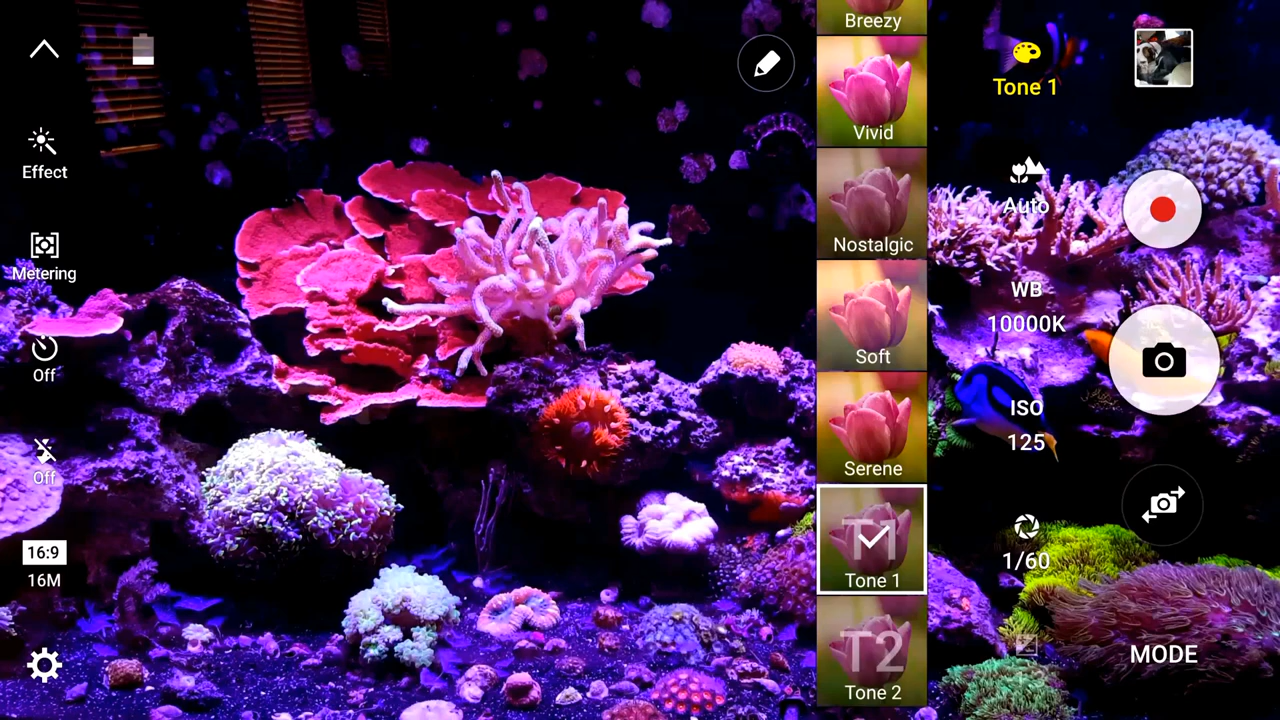 Effect
Metering
Off
Off
16:9
16M
Breezy
Vivid
Nostalgic
Soft
Serene
T1
Tone 1
T2
Tone 2
Tone 1
Auto
WB
10000K
ISO
125
1/60
MODE